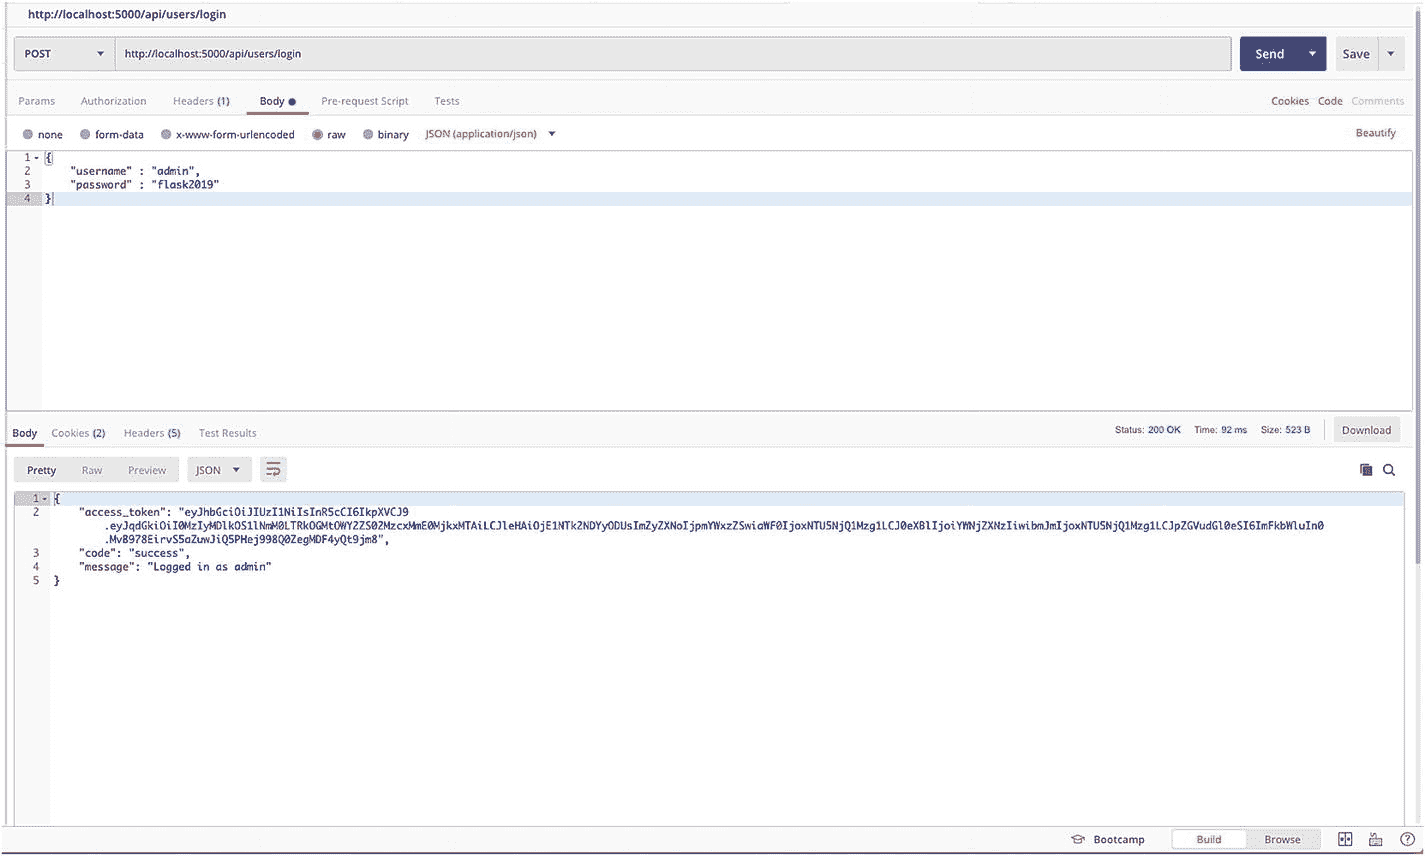 http://localhost:5000/api/users/login
POST http://localhost:5000/api/users/login Send Save
Params Authorization Headers (1) Body Pre-request Script Tests Cookies Code Comments
none form-data x-www-form-urlencoded raw binary JSON (application/json) Beautify
1 {
2 "username" : "admin",
3 "password" : "flask2019"
4 }
Body Cookies (2) Headers (5) Test Results Status: 200 OK Time: 92 ms Size: 523 B Download
Pretty Raw Preview JSON
1 {
2 "access_token": "eyJhbGciOiJIUzI1NiIsInR5cCI6IkpXVCJ9
3 "code": "success",
4 "message": "Logged in as admin"
5 }
Bootcamp Build Browse